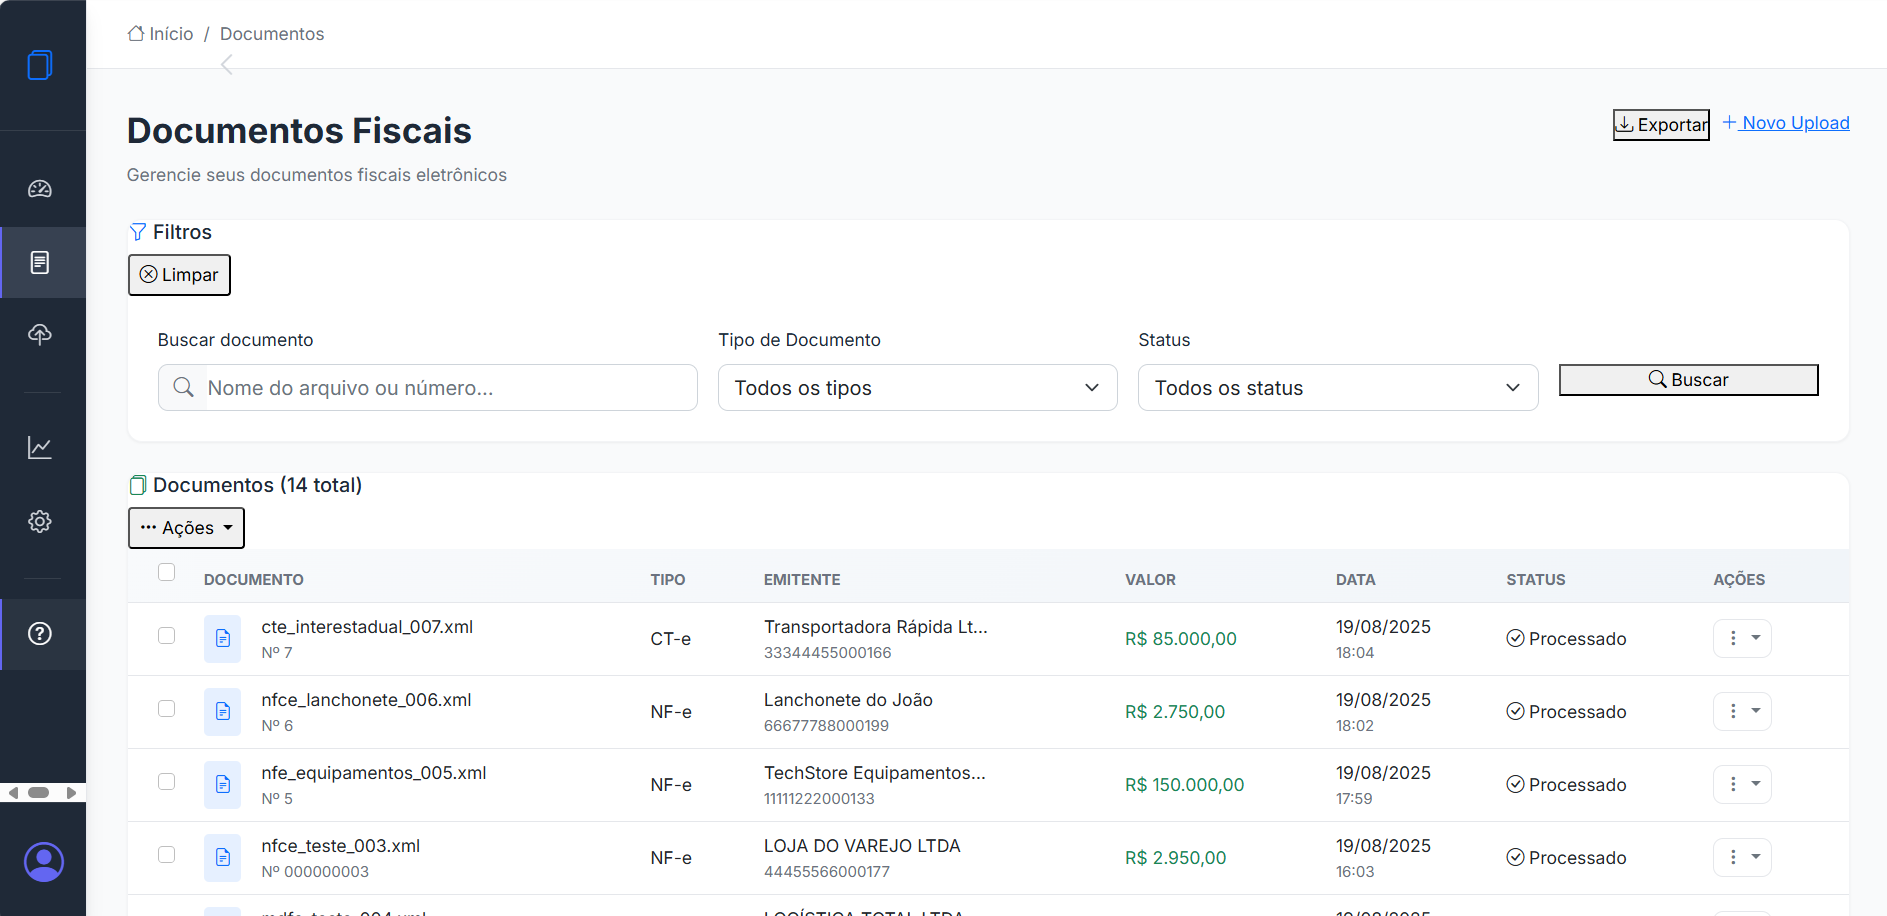 Início / Documentos
Documentos Fiscais
Exportar
Novo Upload
Gerencie seus documentos fiscais eletrônicos
Filtros
Limpar
Buscar documento
Tipo de Documento
Status
Nome do arquivo ou número...
Todos os tipos
Todos os status
Buscar
Documentos (14 total)
Ações
DOCUMENTO TIPO EMITENTE VALOR DATA STATUS AÇÕES
cte_interestadual_007.xml
Nº 7
CT-e
Transportadora Rápida Lt...
33344455000166
R$ 85.000,00
19/08/2025
18:04
Processado
nfce_lanchonete_006.xml
Nº 6
NF-e
Lanchonete do João
66677788000199
R$ 2.750,00
19/08/2025
18:02
Processado
nfe_equipamentos_005.xml
Nº 5
NF-e
TechStore Equipamentos...
11111222000133
R$ 150.000,00
19/08/2025
17:59
Processado
nfce_teste_003.xml
Nº 000000003
NF-e
LOJA DO VAREJO LTDA
44455566000177
R$ 2.950,00
19/08/2025
16:03
Processado
LOGÍSTICA TOTAL LTDA
19/08/2025